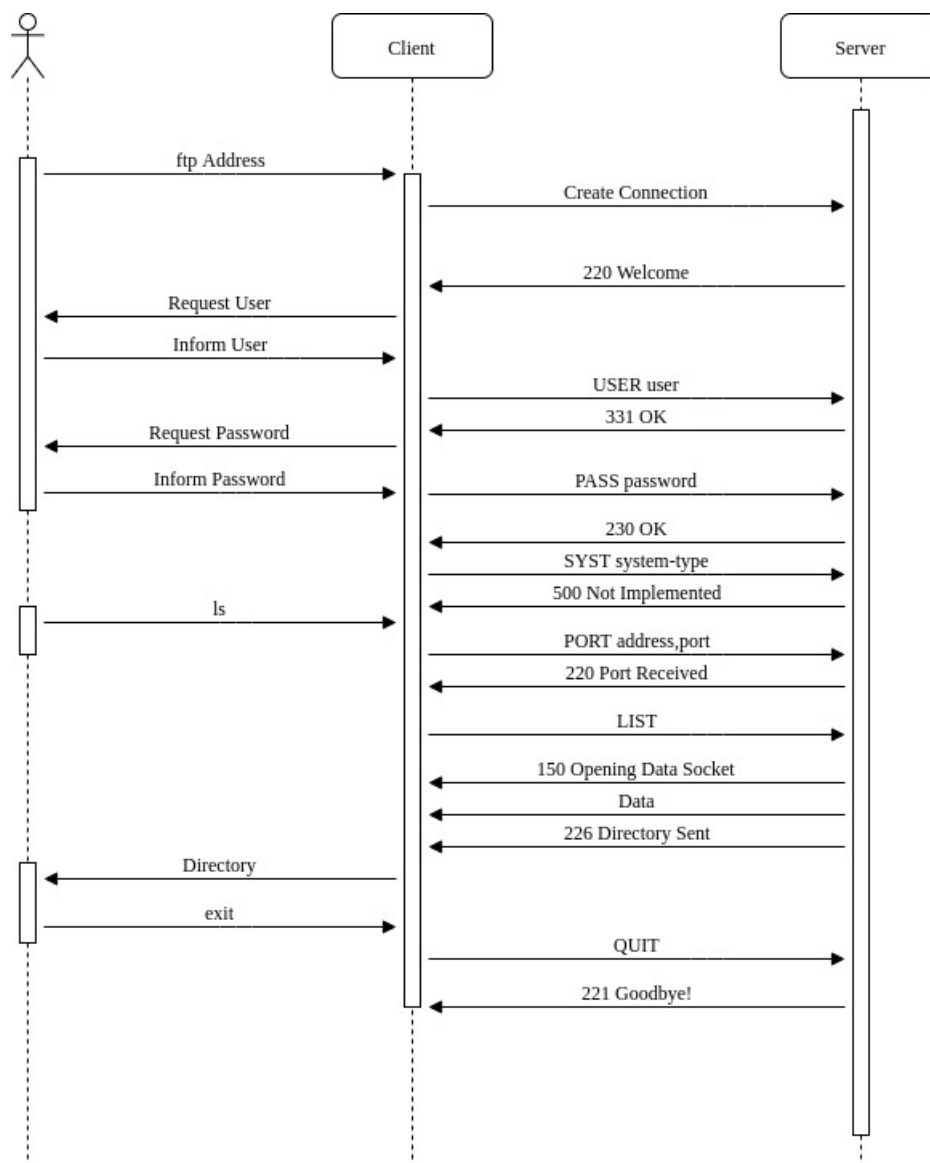 Client
Server
ftp Address
Create Connection
220 Welcome
Request User
Inform User
USER user
331 OK
Request Password
Inform Password
PASS password
230 OK
SYST system-type
500 Not Implemented
ls
PORT address,port
220 Port Received
LIST
150 Opening Data Socket
Data
226 Directory Sent
Directory
exit
QUIT
221 Goodbye!